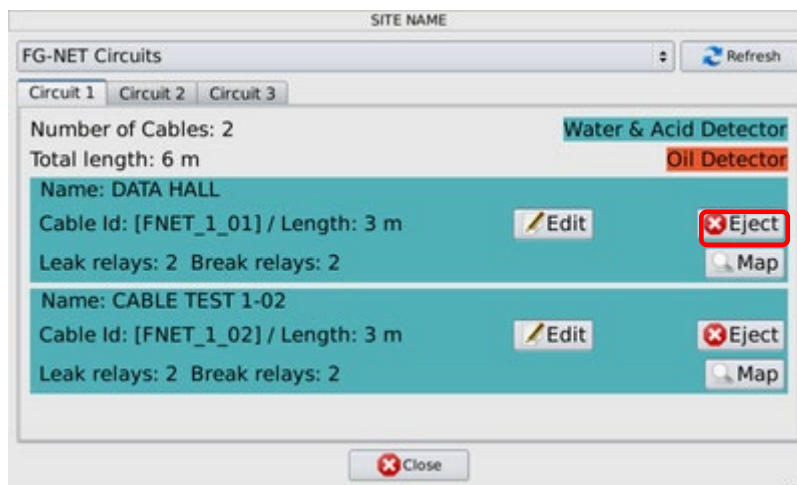 SITE NAME
FG-NET Circuits
Refresh
Circuit 1 Circuit 2 Circuit 3
Number of Cables: 2 Water & Acid Detector
Total length: 6 m Oil Detector
Name: DATA HALL
Cable Id: [FNET_1_01] / Length: 3 m Edit Eject
Leak relays: 2 Break relays: 2 Map
Name: CABLE TEST 1-02
Cable Id: [FNET_1_02] / Length: 3 m Edit Eject
Leak relays: 2 Break relays: 2 Map
Close